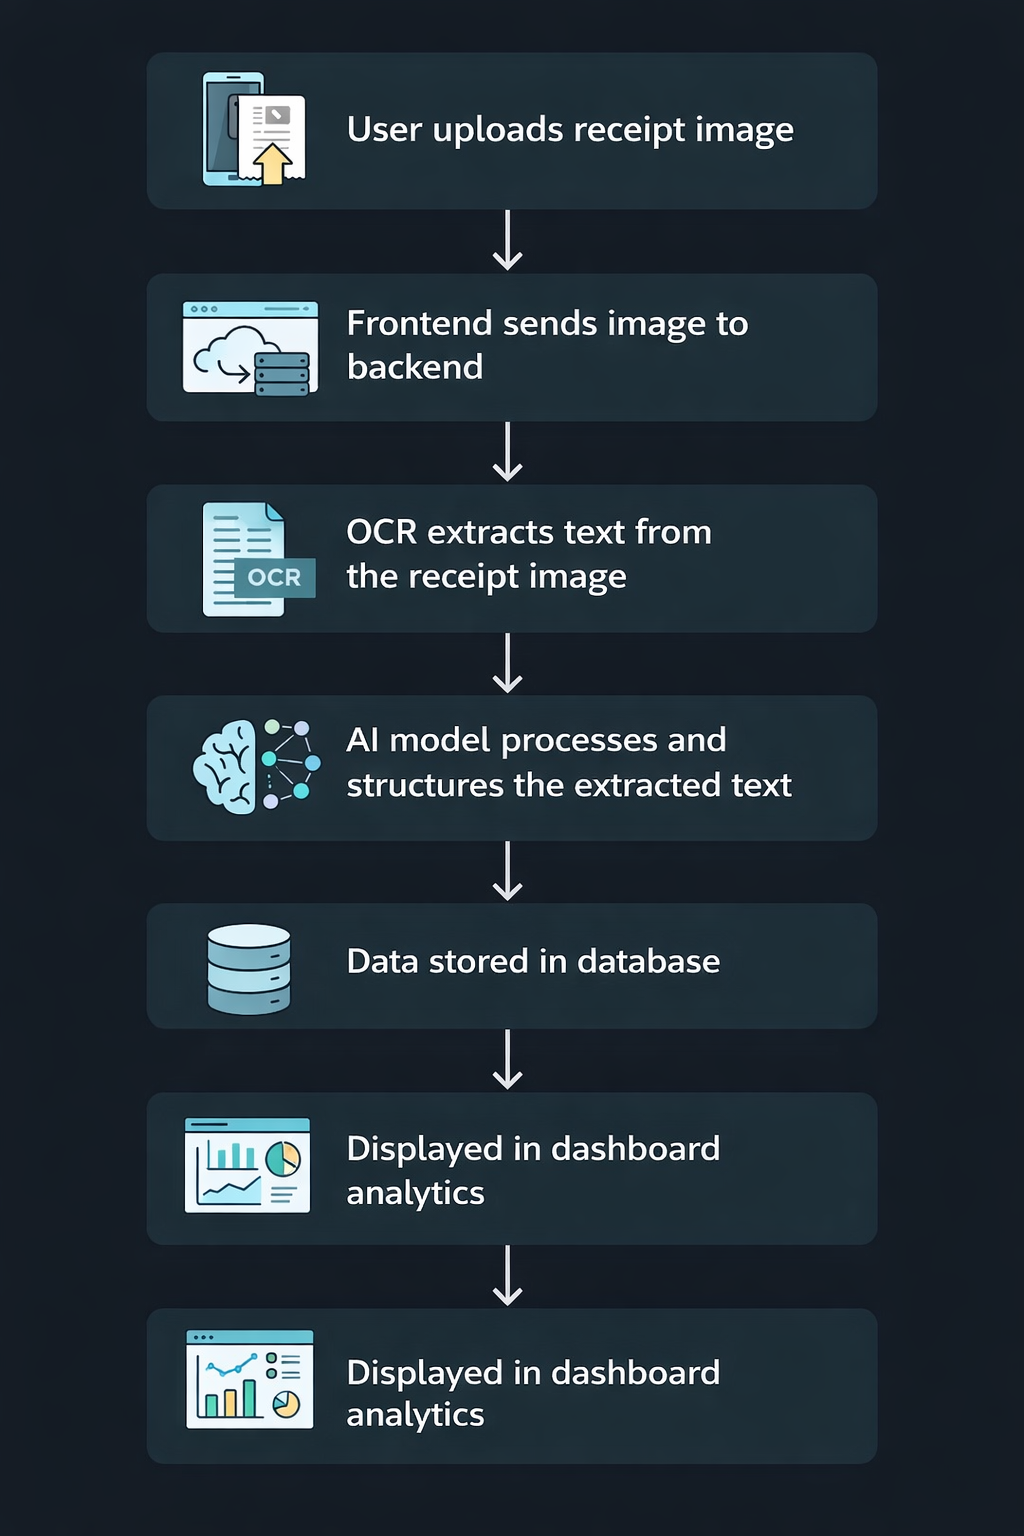 User uploads receipt image
Frontend sends image to
backend
OCR extracts text from
the receipt image
OCR
AI model processes and
structures the extracted text
Data stored in database
Displayed in dashboard
analytics
Displayed in dashboard
analytics